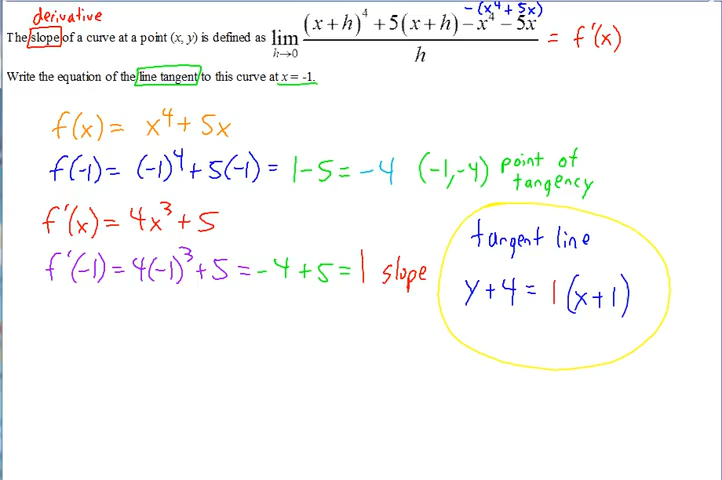 derivative
-(x⁴ + 5x)
The slope of a curve at a point (x, y) is defined as lim h→0 ((x + h)⁴ + 5(x + h) − x⁴ − 5x) / h = f'(x)
Write the equation of the line tangent to this curve at x = -1.
f(x) = x⁴ + 5x
f(-1) = (-1)⁴ + 5(-1) = 1 - 5 = -4 (-1, -4) point of tangency
f'(x) = 4x³ + 5
f'(-1) = 4(-1)³ + 5 = -4 + 5 = 1 slope
tangent line
y + 4 = 1(x + 1)